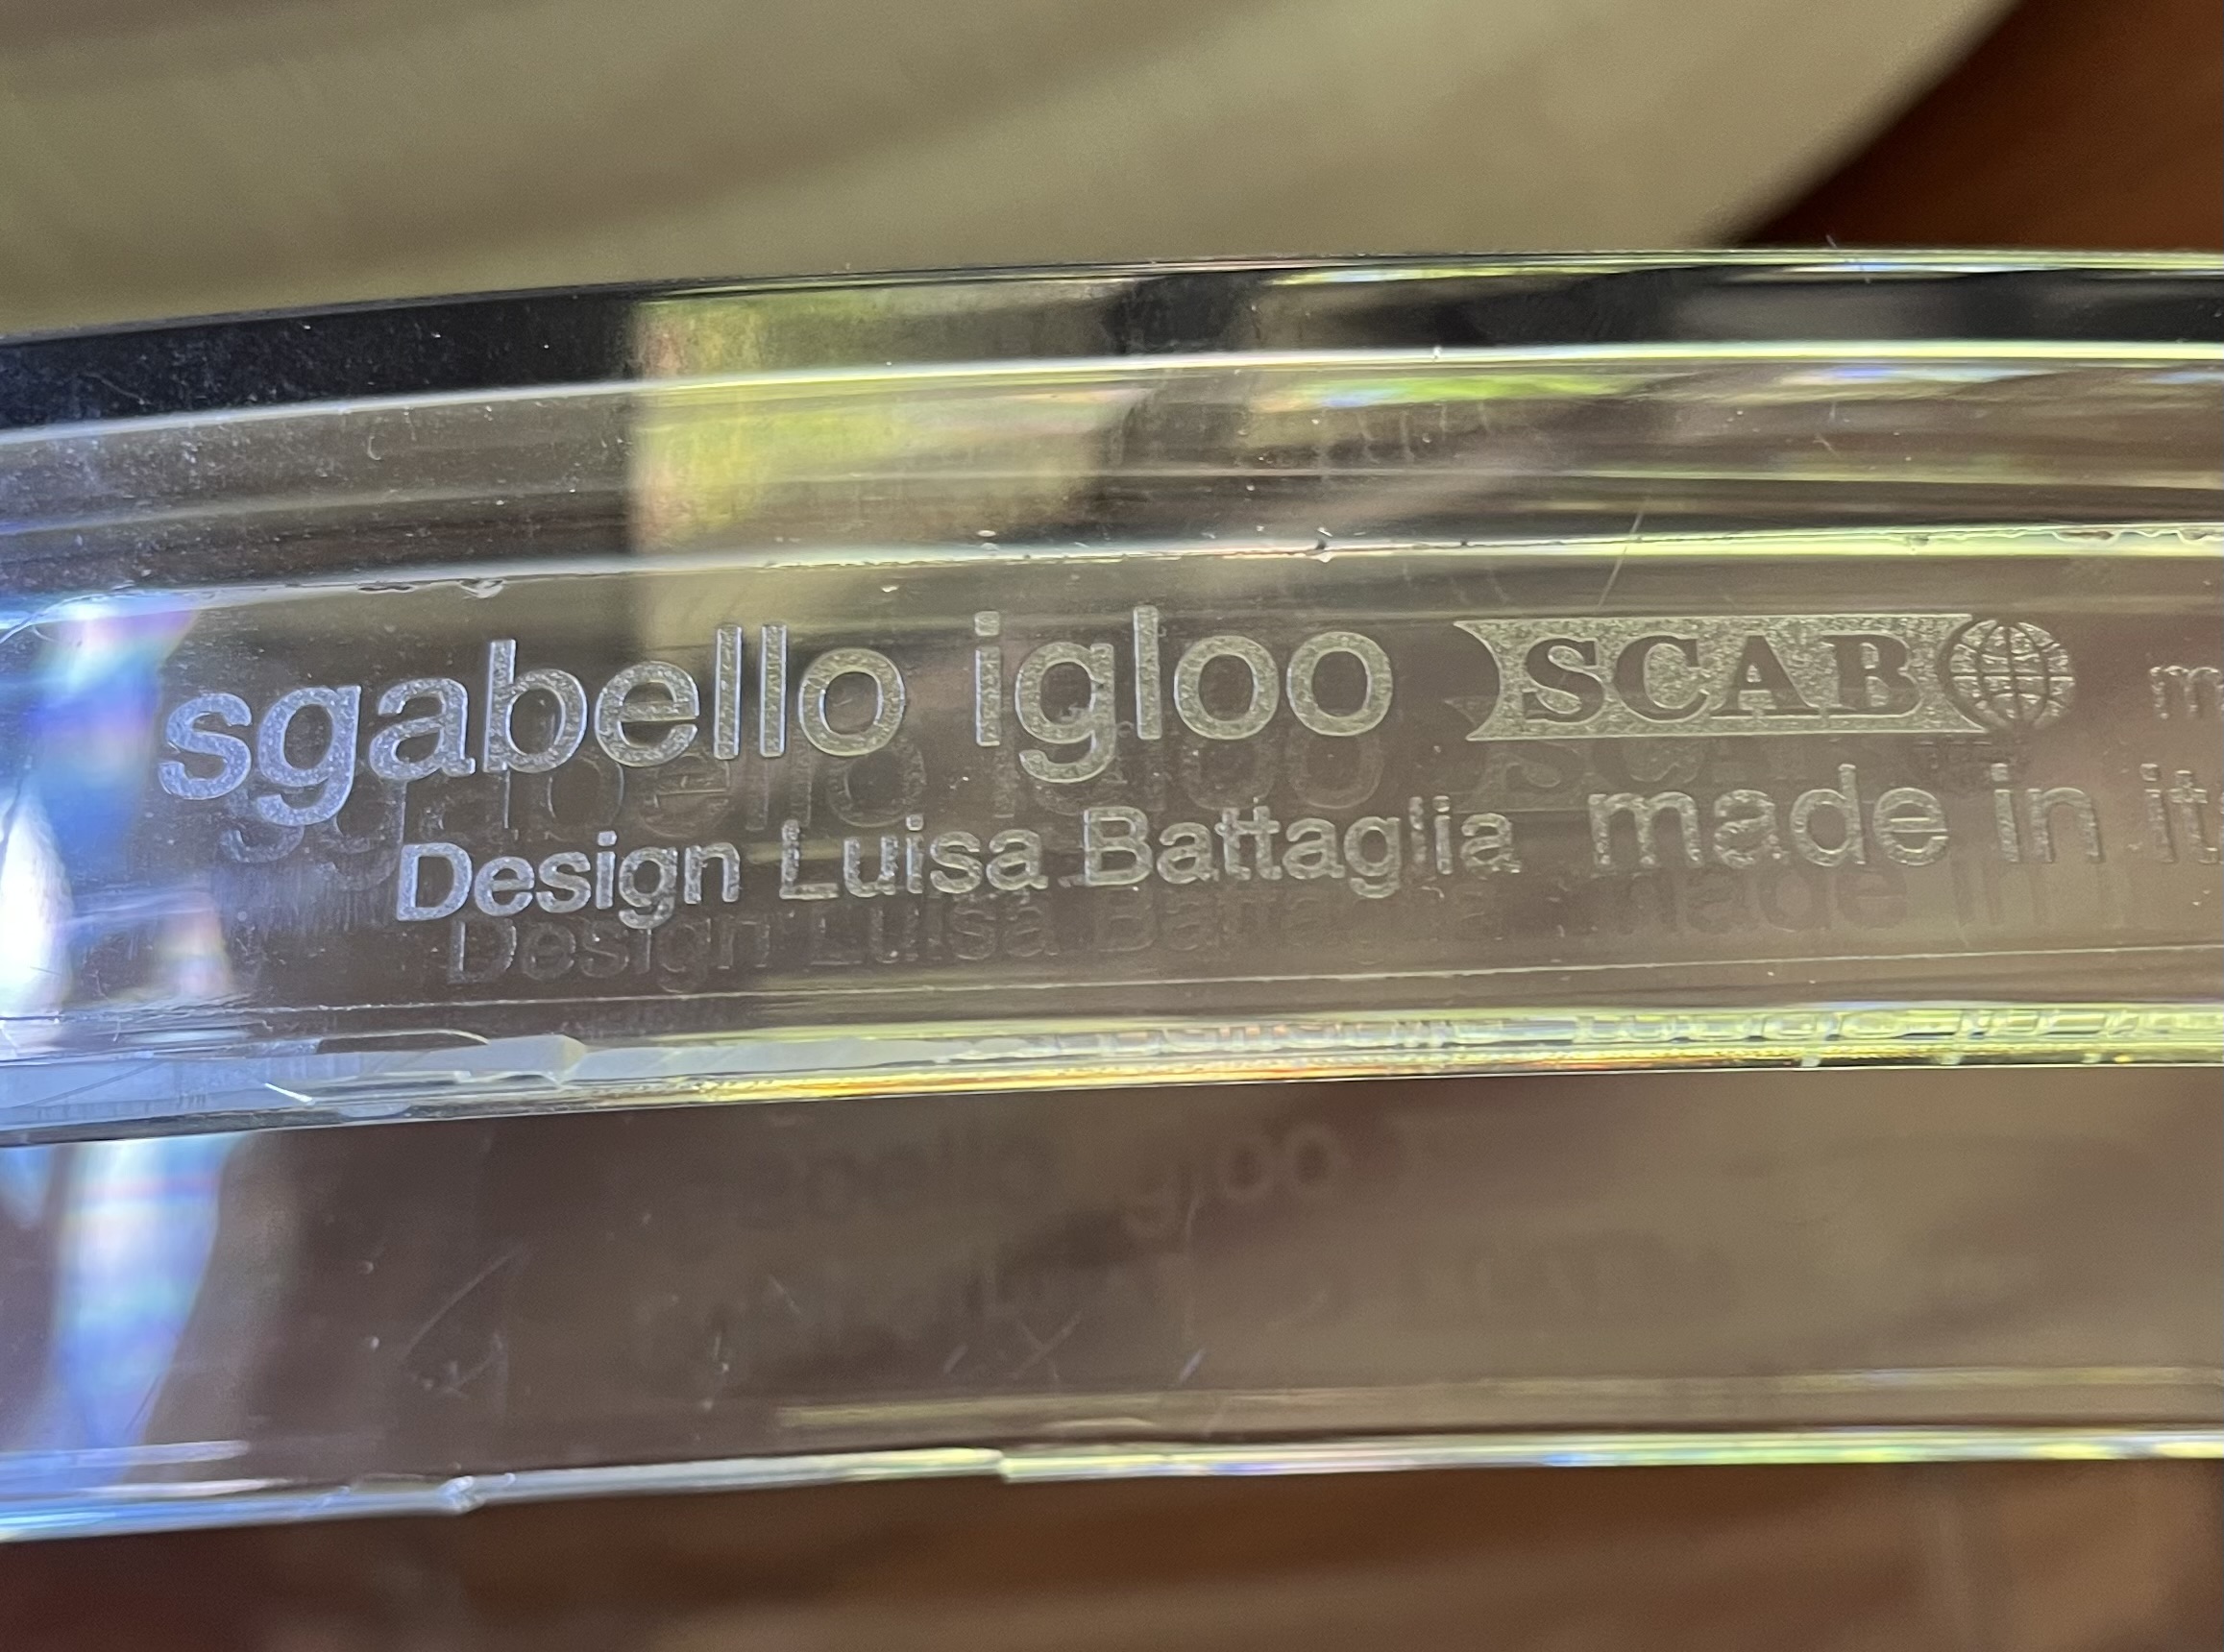 sgabello igloo SCAB
Design Luisa Battaglia made in